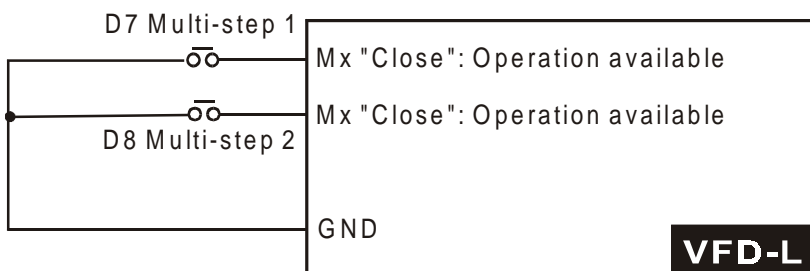 D7 Multi-step 1
Mx "Close": Operation available
Mx "Close": Operation available
D8 Multi-step 2
GND
VFD-L